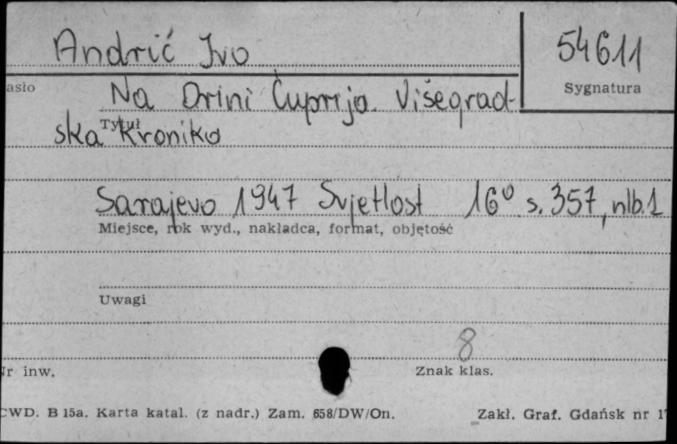 Andrić Ivo
54611
asło
Sygnatura
Na Drini Ćuprija. Višegrad-
ska kronika
Tytuł
Sarajevo 1947 Svjetlost 16⁰ s. 357, nlb. 1
Miejsce, rok wyd., nakładca, format, objętość
Uwagi
8
Nr inw.
Znak klas.
CWD. B 15a. Karta katal. (z nadr.) Zam. 658/DW/On.
Zakł. Graf. Gdańsk nr 1